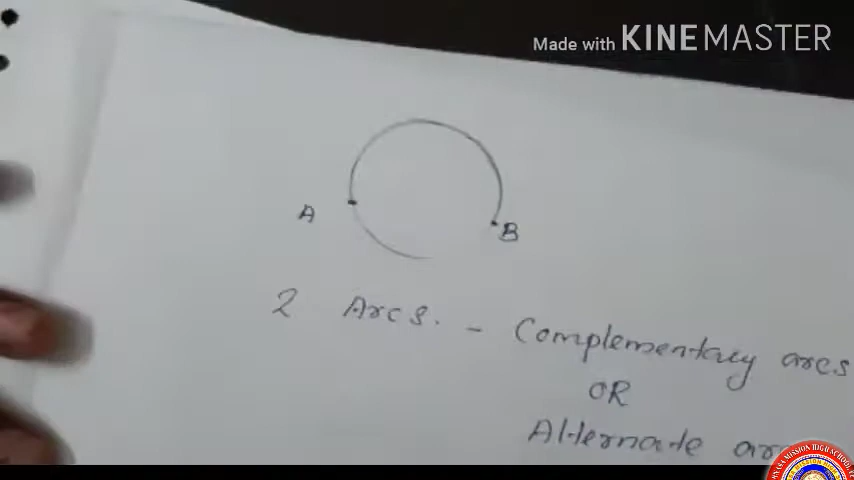 Made with KINEMASTER
A
B
2 Arcs. - Complementary arcs
OR
Alternate